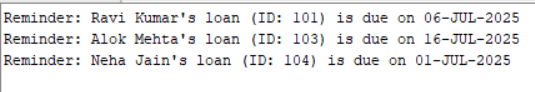 Reminder: Ravi Kumar's loan (ID: 101) is due on 06-JUL-2025
Reminder: Alok Mehta's loan (ID: 103) is due on 16-JUL-2025
Reminder: Neha Jain's loan (ID: 104) is due on 01-JUL-2025